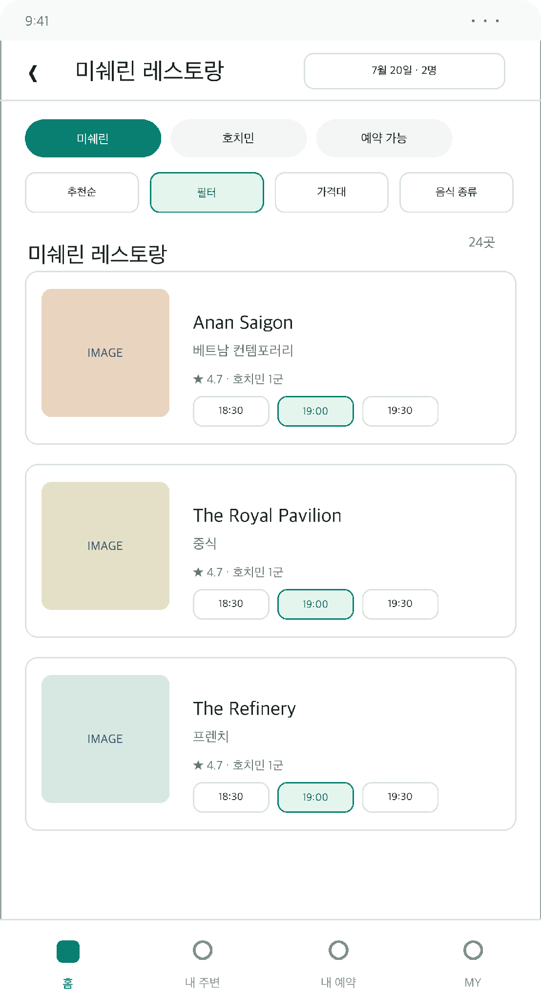 9:41
미쉐린 레스토랑
7월 20일 · 2명
미쉐린
호치민
예약 가능
추천순
필터
가격대
음식 종류
미쉐린 레스토랑
24곳
IMAGE
Anan Saigon
베트남 컨템포러리
★ 4.7 · 호치민 1군
18:30
19:00
19:30
IMAGE
The Royal Pavilion
중식
★ 4.7 · 호치민 1군
18:30
19:00
19:30
IMAGE
The Refinery
프렌치
★ 4.7 · 호치민 1군
18:30
19:00
19:30
홈
내 주변
내 예약
MY